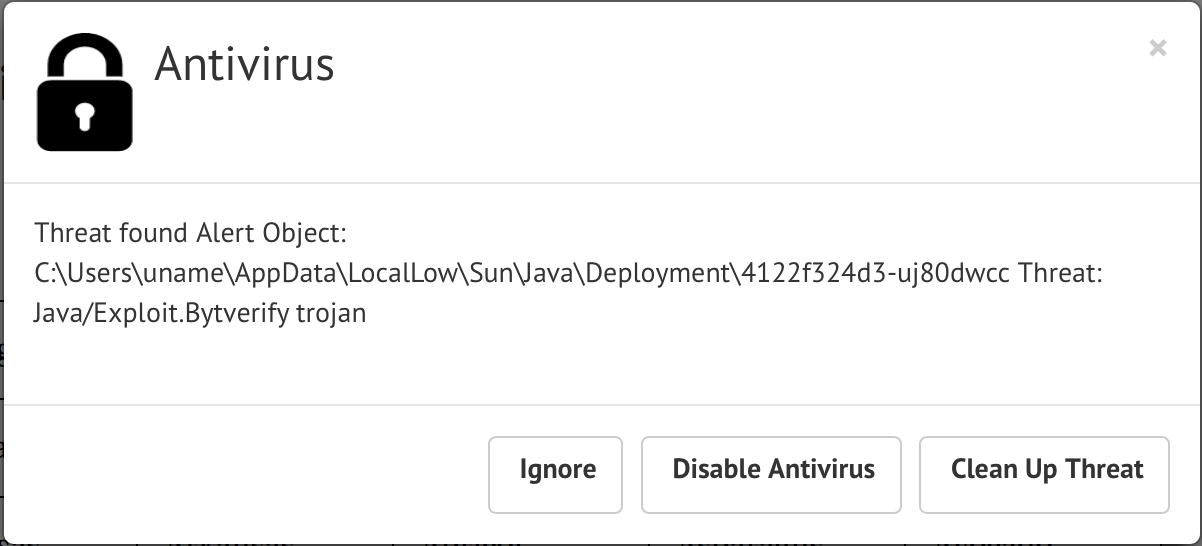 Antivirus
×
Threat found Alert Object:
C:\Users\uname\AppData\LocalLow\Sun\Java\Deployment\4122f324d3-uj80dwcc Threat:
Java/Exploit.Bytverify trojan
Ignore
Disable Antivirus
Clean Up Threat